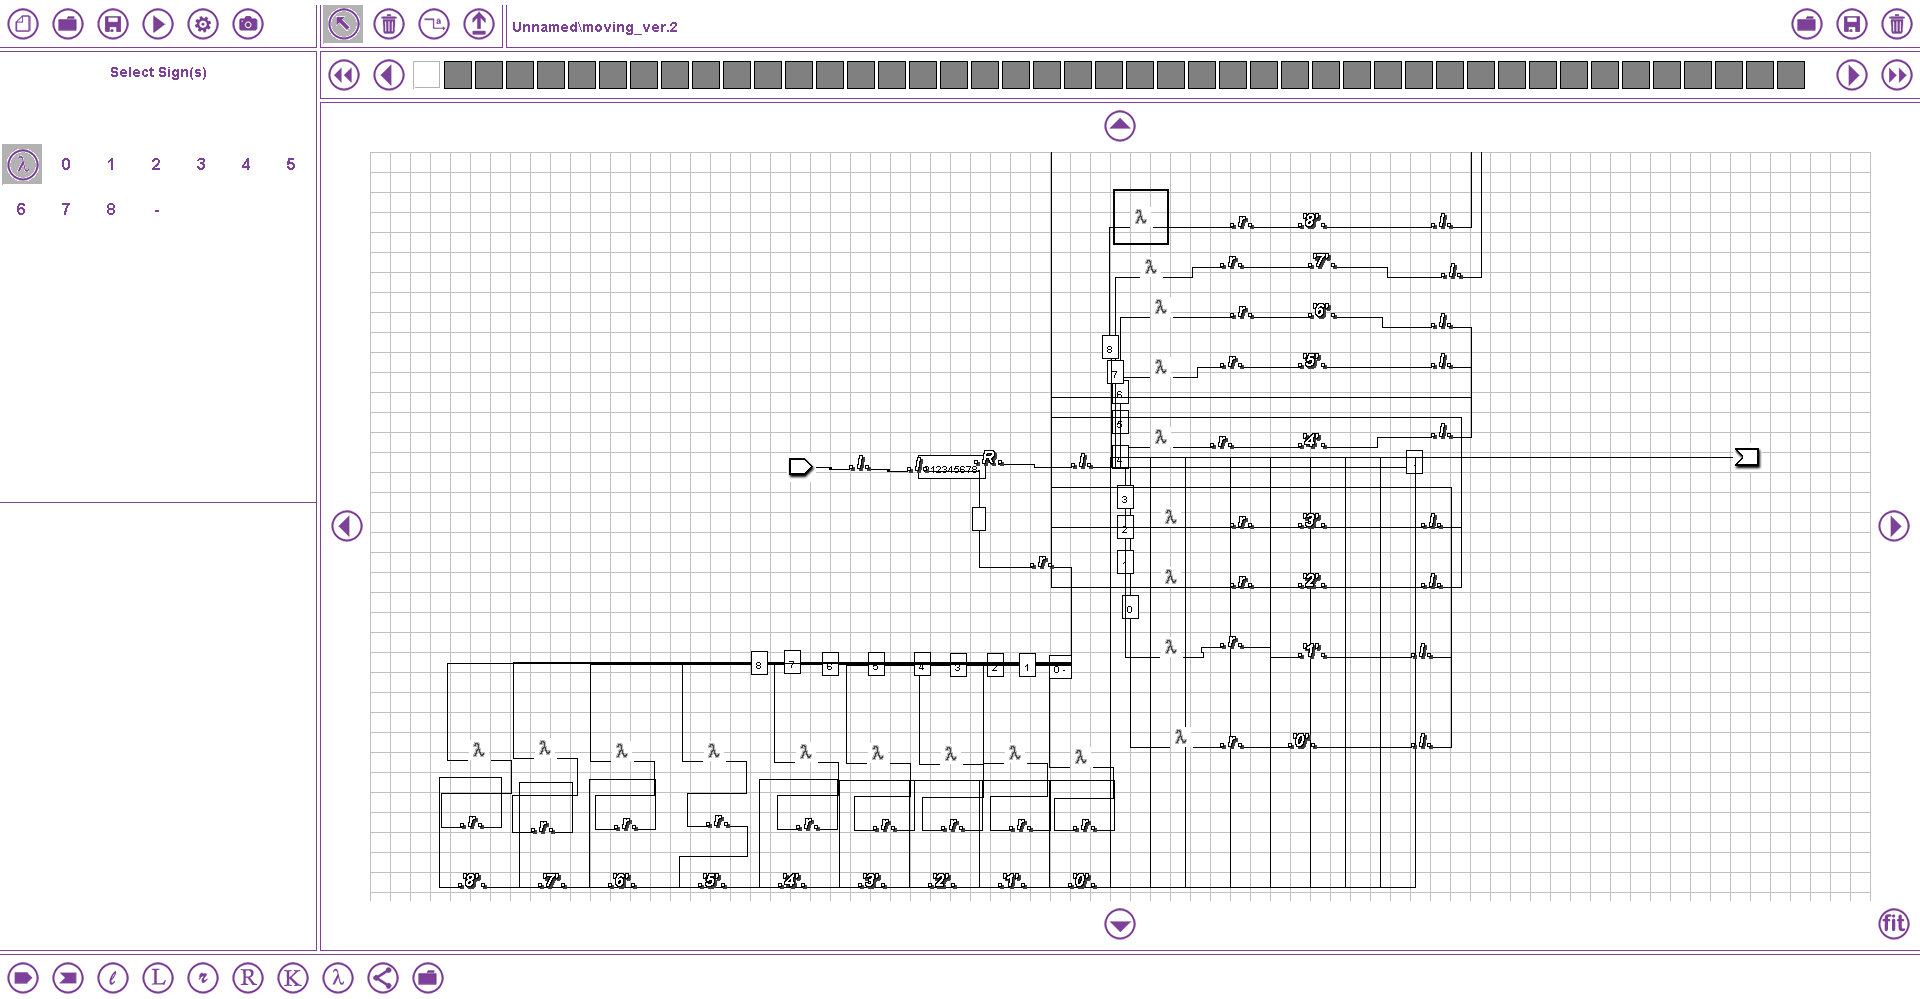 Unnamed\moving_ver.2
Select Sign(s)
λ 0 1 2 3 4 5
6 7 8 -
λ r '8' l
λ r '7' l
λ r '6' l
8
λ r '5' l
7
6
5
λ r '4' l
4
l l 012345678 R l
3
λ r '3' l
2
r
1
λ r '2' l
0
λ r '1' l
8 7 6 5 4 3 2 1 0 -
λ r '0' l
λ λ λ λ λ λ λ λ λ
r r r r r r r r r
'8' '7' '6' '5' '4' '3' '2' '1' '0'
fit
l L r R K λ